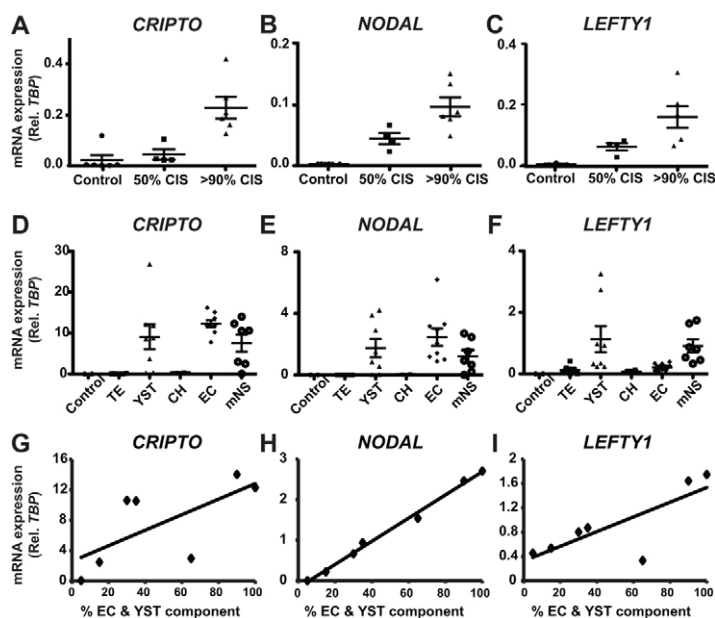 A CRIPTO B NODAL C LEFTY1
mRNA expression
(Rel. TBP)
0.4
0.2
0.0
Control 50% CIS >90% CIS
0.2
0.1
0.0
Control 50% CIS >90% CIS
0.4
0.2
0.0
Control 50% CIS >90% CIS
D CRIPTO E NODAL F LEFTY1
mRNA expression
(Rel. TBP)
30
20
10
0
Control TE YST CH EC mNS
8
4
0
Control TE YST CH EC mNS
4
2
0
Control TE YST CH EC mNS
G CRIPTO H NODAL I LEFTY1
mRNA expression
(Rel. TBP)
16
12
8
4
0
0 20 40 60 80 100
% EC & YST component
3
2
1
0
0 20 40 60 80 100
% EC & YST component
2
1.6
1.2
0.8
0.4
0
0 20 40 60 80 100
% EC & YST component